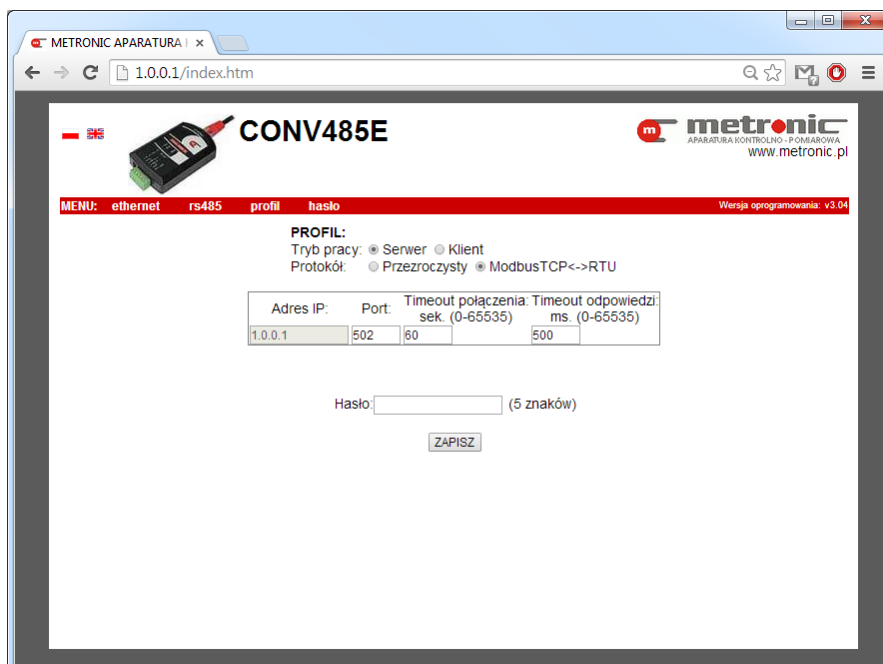 METRONIC APARATURA
1.0.0.1/index.htm
CONV485E
metronic
APARATURA KONTROLNO - POMIAROWA
www.metronic.pl
MENU: ethernet rs485 profil hasło
Wersja oprogramowania: v3.04
PROFIL:
Tryb pracy: Serwer Klient
Protokół: Przezroczysty ModbusTCP<->RTU
Adres IP: Port: Timeout połączenia: Timeout odpowiedzi:
sek. (0-65535) ms. (0-65535)
1.0.0.1 502 60 500
Hasło: (5 znaków)
ZAPISZ